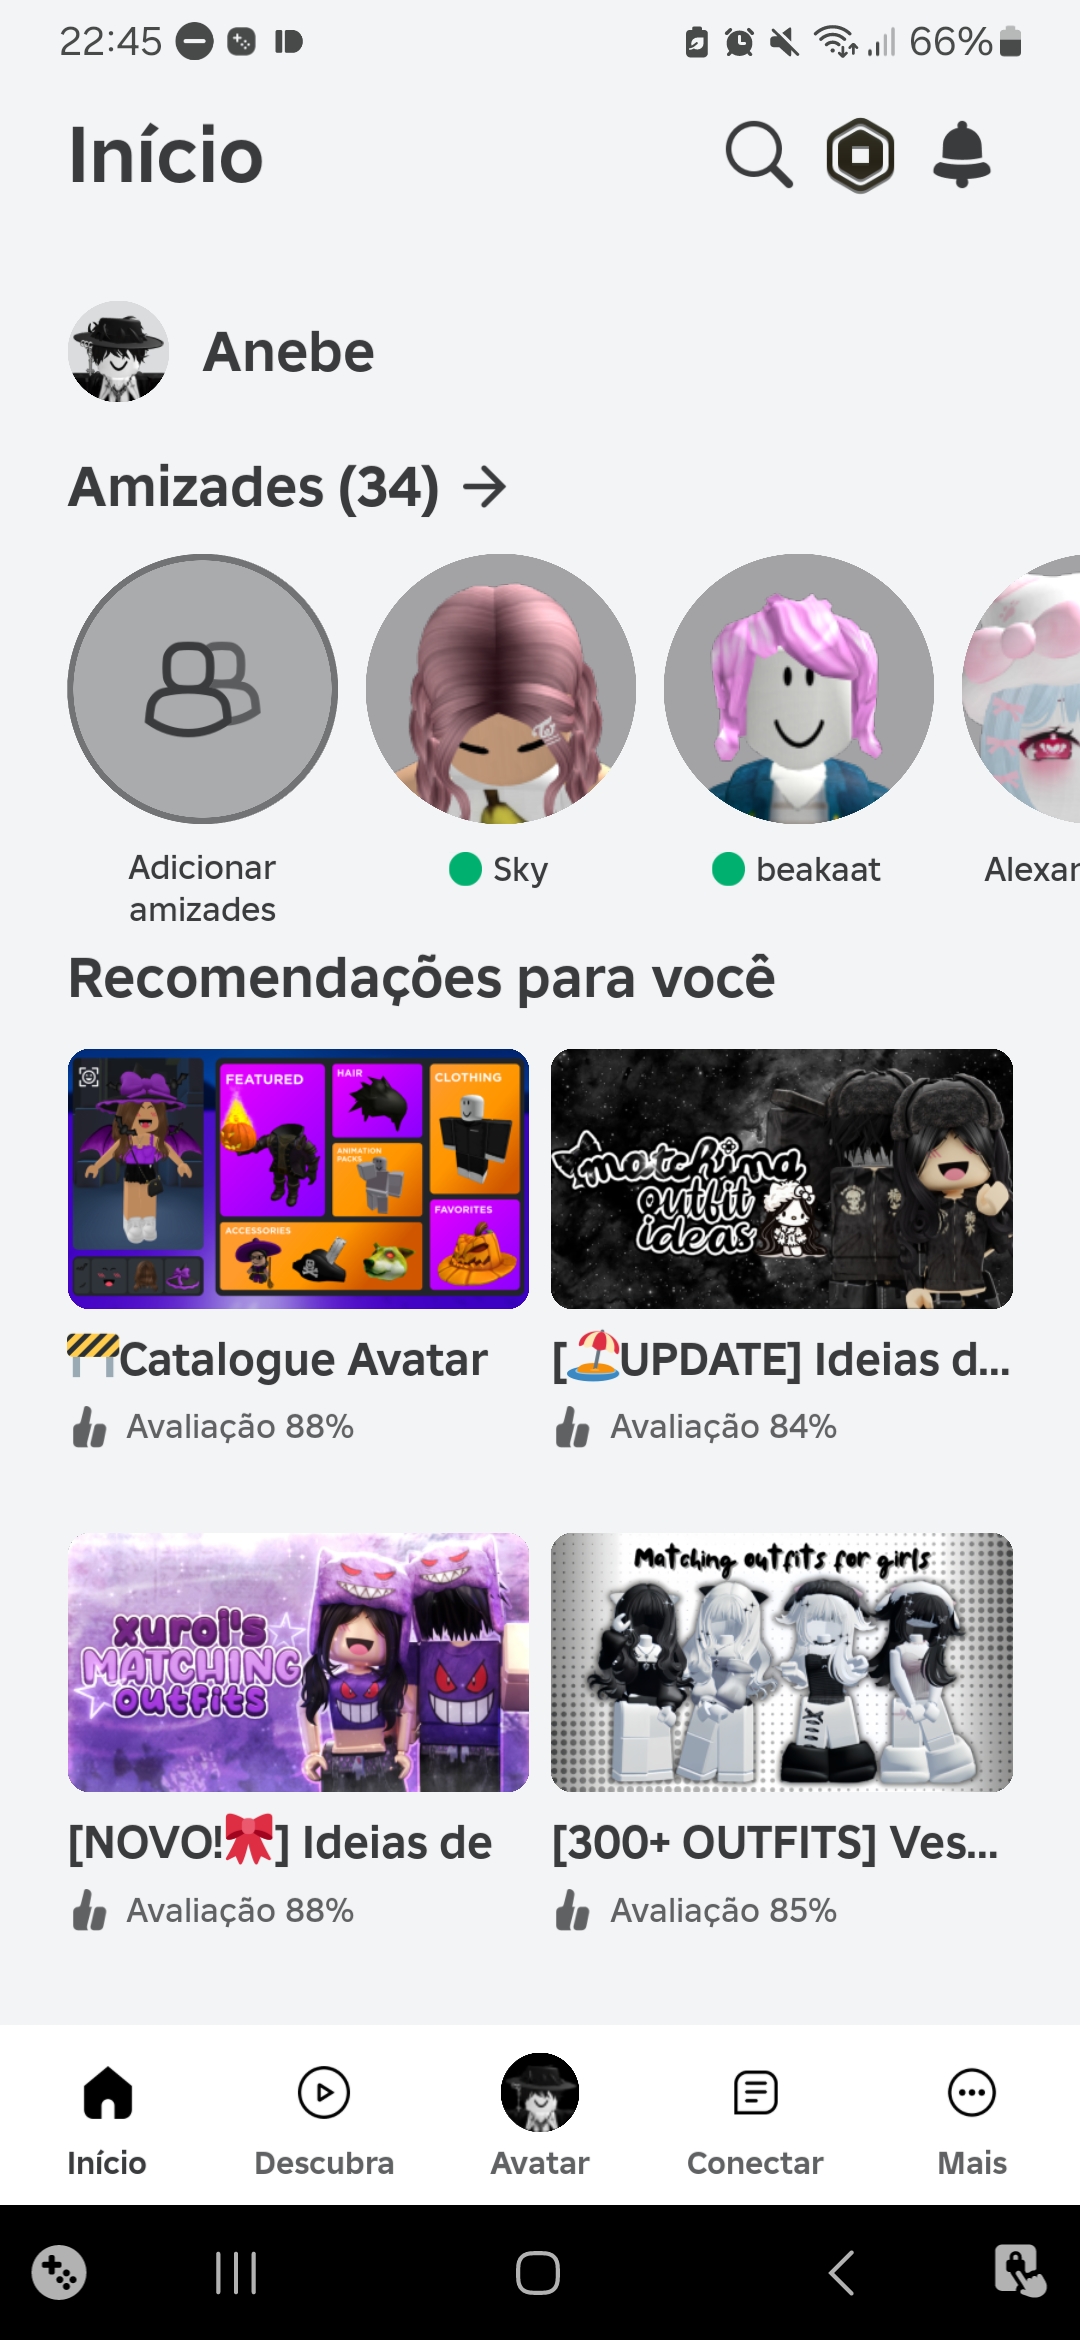 22:45
66%
Início
Anebe
Amizades (34)
Adicionar
amizades
Sky
beakaat
Alexar
Recomendações para você
FEATURED
HAIR
CLOTHING
ANIMATION
PACKS
ACCESSORIES
FAVORITES
matching
outfit
ideas
Catalogue Avatar
[🏖️UPDATE] Ideias d...
Avaliação 88%
Avaliação 84%
xuroi's
MATCHING
outfits
Matching outfits for girls
[NOVO!🎀] Ideias de
[300+ OUTFITS] Ves...
Avaliação 88%
Avaliação 85%
Início
Descubra
Avatar
Conectar
Mais